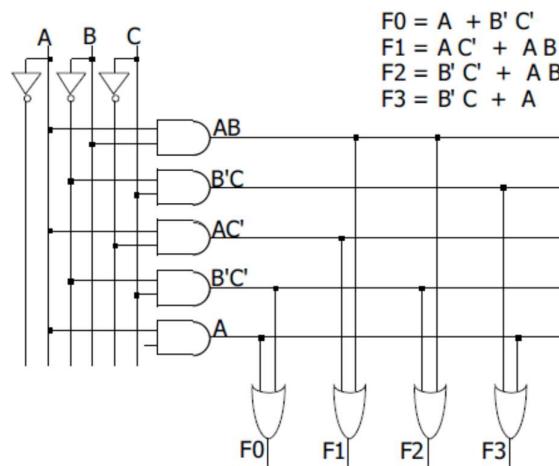 A B C
F0 = A + B' C'
F1 = A C' + A B
F2 = B' C' + A B
F3 = B' C + A
AB
B'C
AC'
B'C'
A
F0 F1 F2 F3